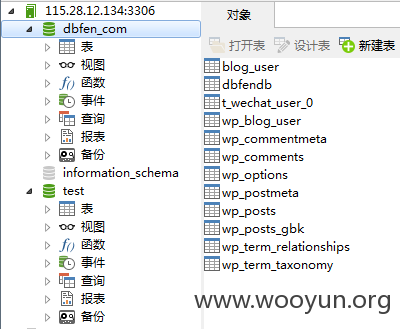 115.28.12.134:3306
dbfen_com
表
视图
函数
事件
查询
报表
备份
information_schema
test
表
视图
函数
事件
查询
报表
备份
对象
打开表 设计表 新建表
blog_user
dbfendb
t_wechat_user_0
wp_blog_user
wp_commentmeta
wp_comments
wp_options
wp_postmeta
wp_posts
wp_posts_gbk
wp_term_relationships
wp_term_taxonomy
www.wooyun.org